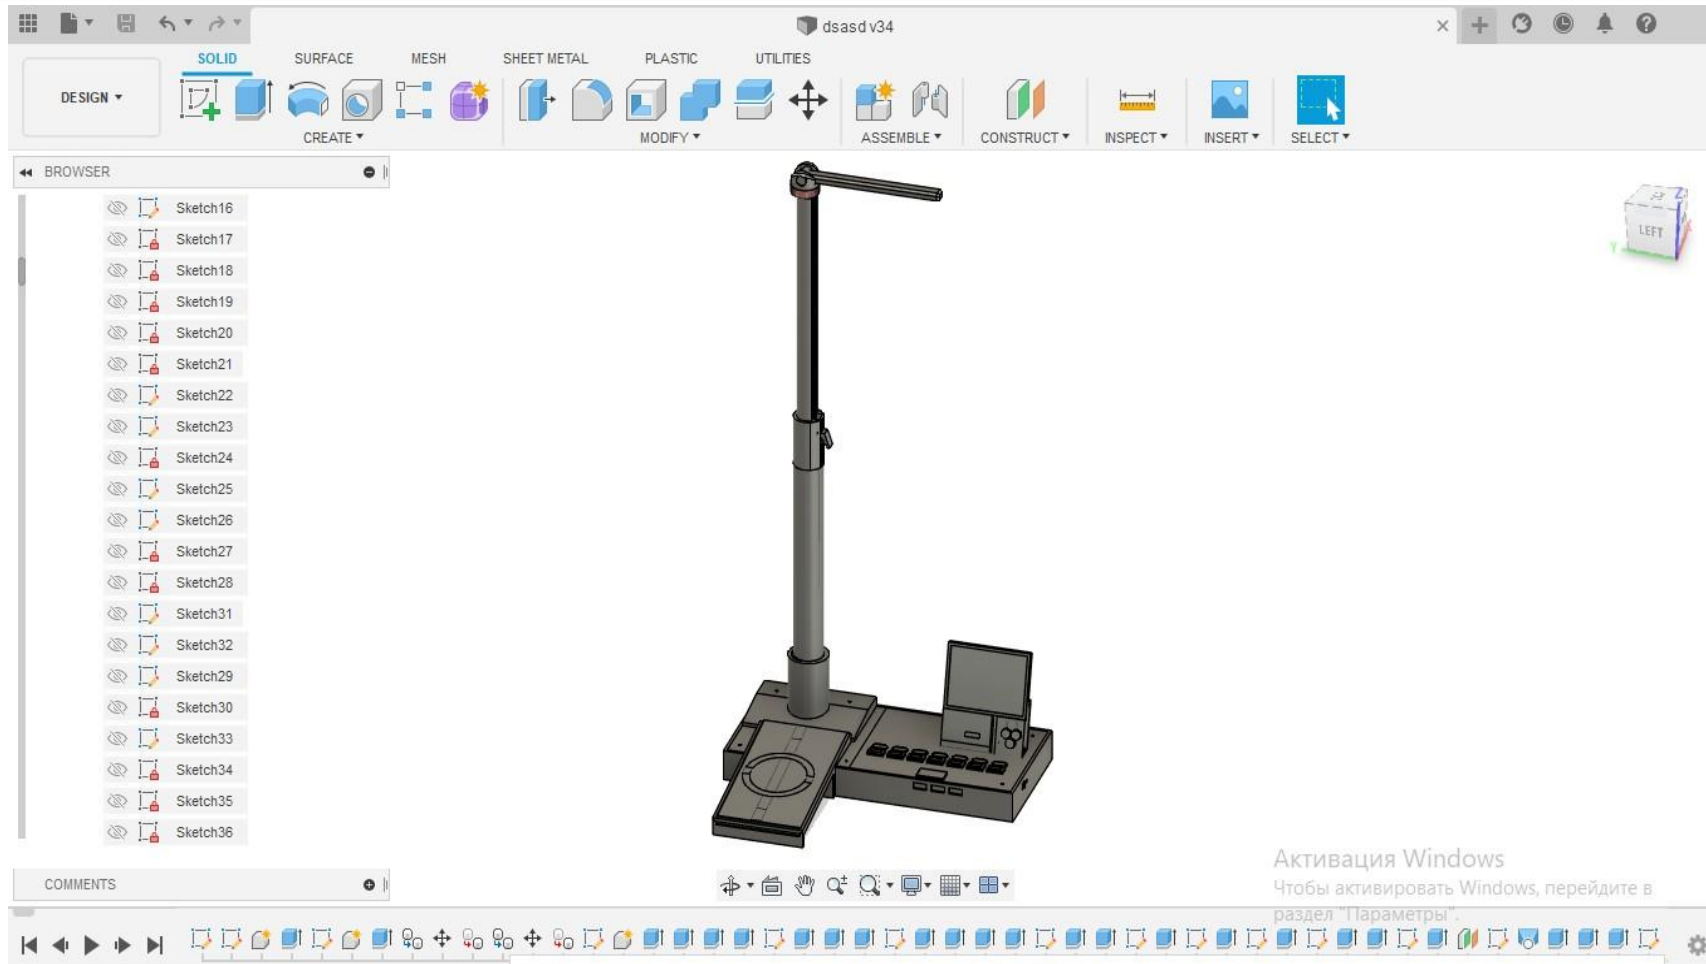 dsasd v34
SOLID SURFACE MESH SHEET METAL PLASTIC UTILITIES
DESIGN
CREATE MODIFY ASSEMBLE CONSTRUCT INSPECT INSERT SELECT
BROWSER
Sketch16
Sketch17
Sketch18
Sketch19
Sketch20
Sketch21
Sketch22
Sketch23
Sketch24
Sketch25
Sketch26
Sketch27
Sketch28
Sketch31
Sketch32
Sketch29
Sketch30
Sketch33
Sketch34
Sketch35
Sketch36
Z
LEFT
Y
COMMENTS
Активация Windows
Чтобы активировать Windows, перейдите в
раздел "Параметры".